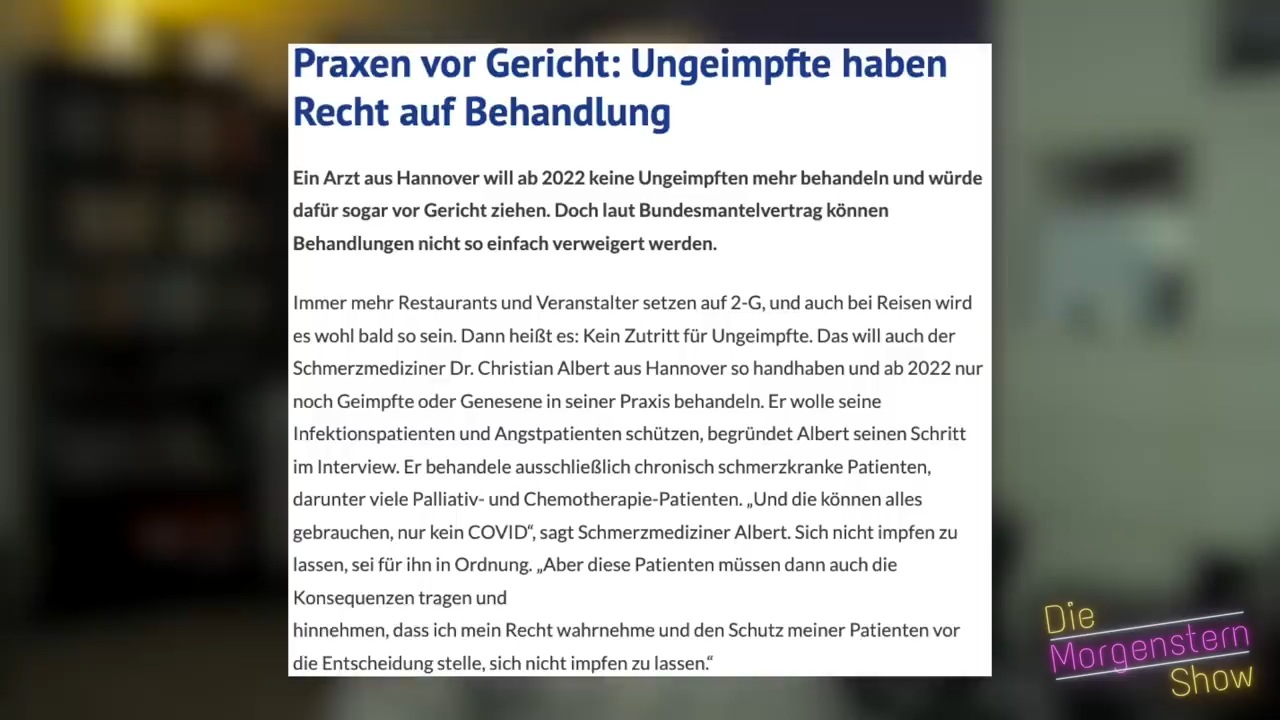 Praxen vor Gericht: Ungeimpfte haben
Recht auf Behandlung
Ein Arzt aus Hannover will ab 2022 keine Ungeimpften mehr behandeln und würde
dafür sogar vor Gericht ziehen. Doch laut Bundesmantelvertrag können
Behandlungen nicht so einfach verweigert werden.
Immer mehr Restaurants und Veranstalter setzen auf 2-G, und auch bei Reisen wird
es wohl bald so sein. Dann heißt es: Kein Zutritt für Ungeimpfte. Das will auch der
Schmerzmediziner Dr. Christian Albert aus Hannover so handhaben und ab 2022 nur
noch Geimpfte oder Genesene in seiner Praxis behandeln. Er wolle seine
Infektionspatienten und Angstpatienten schützen, begründet Albert seinen Schritt
im Interview. Er behandele ausschließlich chronisch schmerzkranke Patienten,
darunter viele Palliativ- und Chemotherapie-Patienten. „Und die können alles
gebrauchen, nur kein COVID“, sagt Schmerzmediziner Albert. Sich nicht impfen zu
lassen, sei für ihn in Ordnung. „Aber diese Patienten müssen dann auch die
Konsequenzen tragen und
hinnehmen, dass ich mein Recht wahrnehme und den Schutz meiner Patienten vor
die Entscheidung stelle, sich nicht impfen zu lassen.“
Die
Morgenstern
Show